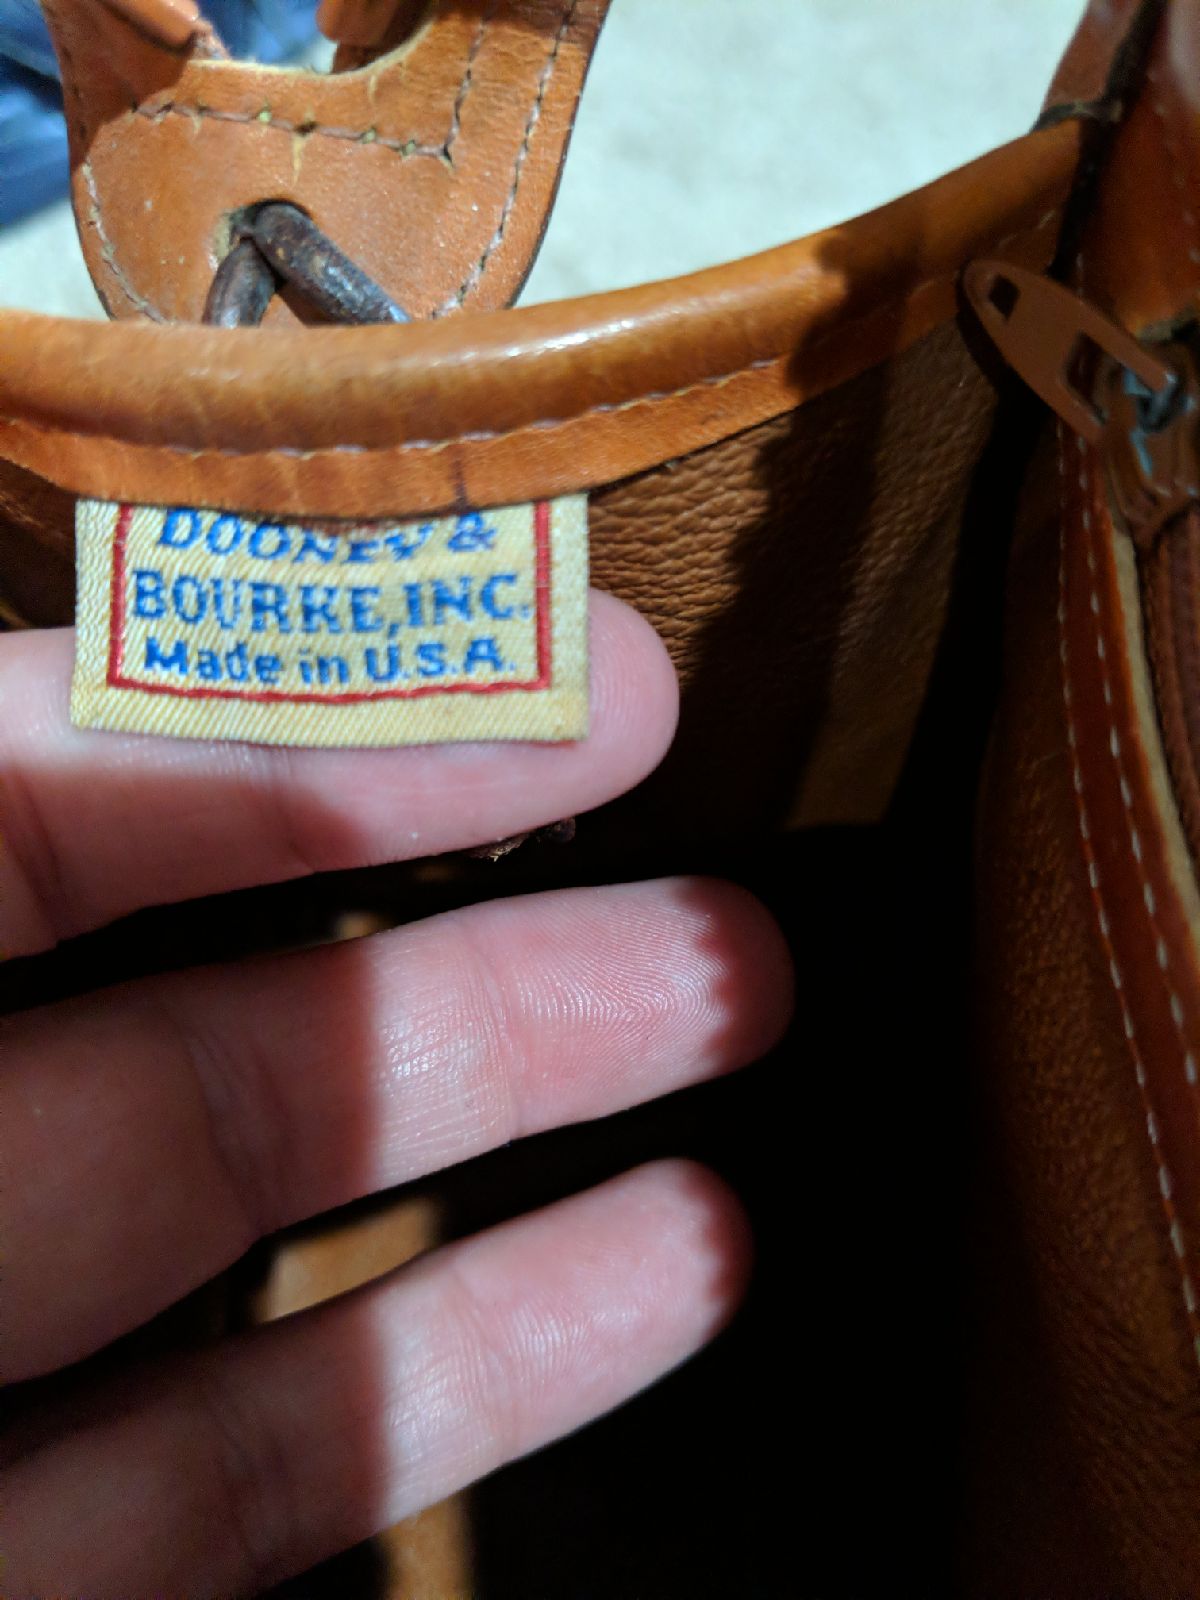 DOONEY &
BOURKE, INC.
Made in U.S.A.